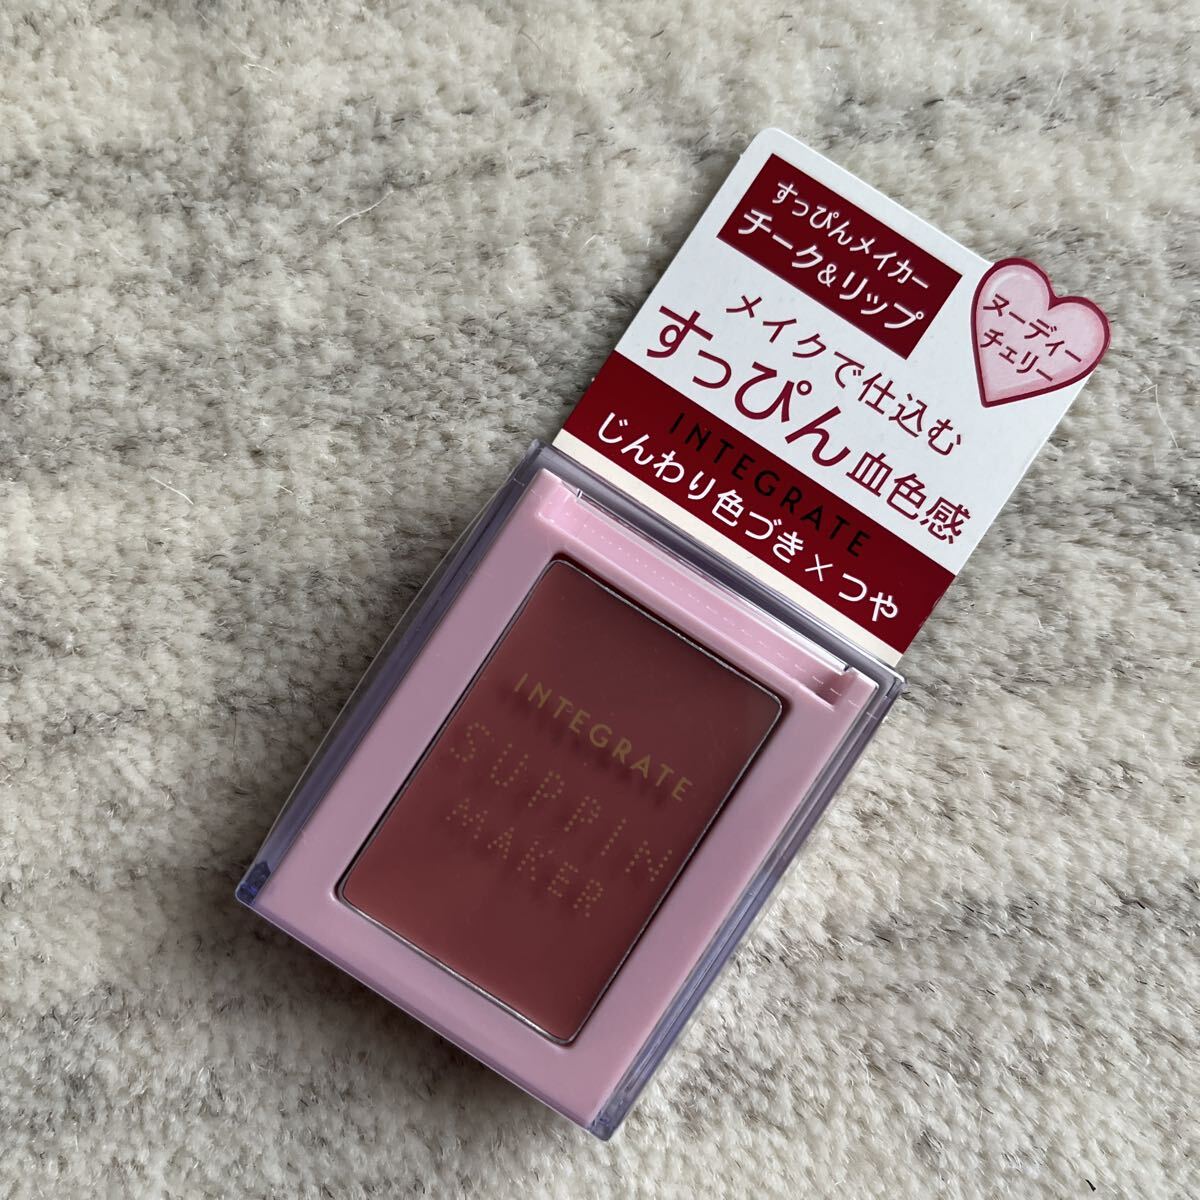 すっぴんメイカー
チーク&リップ
ヌーディー
チェリー
メイクで仕込む
すっぴん血色感
INTEGRATE
じんわり色づき×つや
INTEGRATE
SUPPIN
MAKER